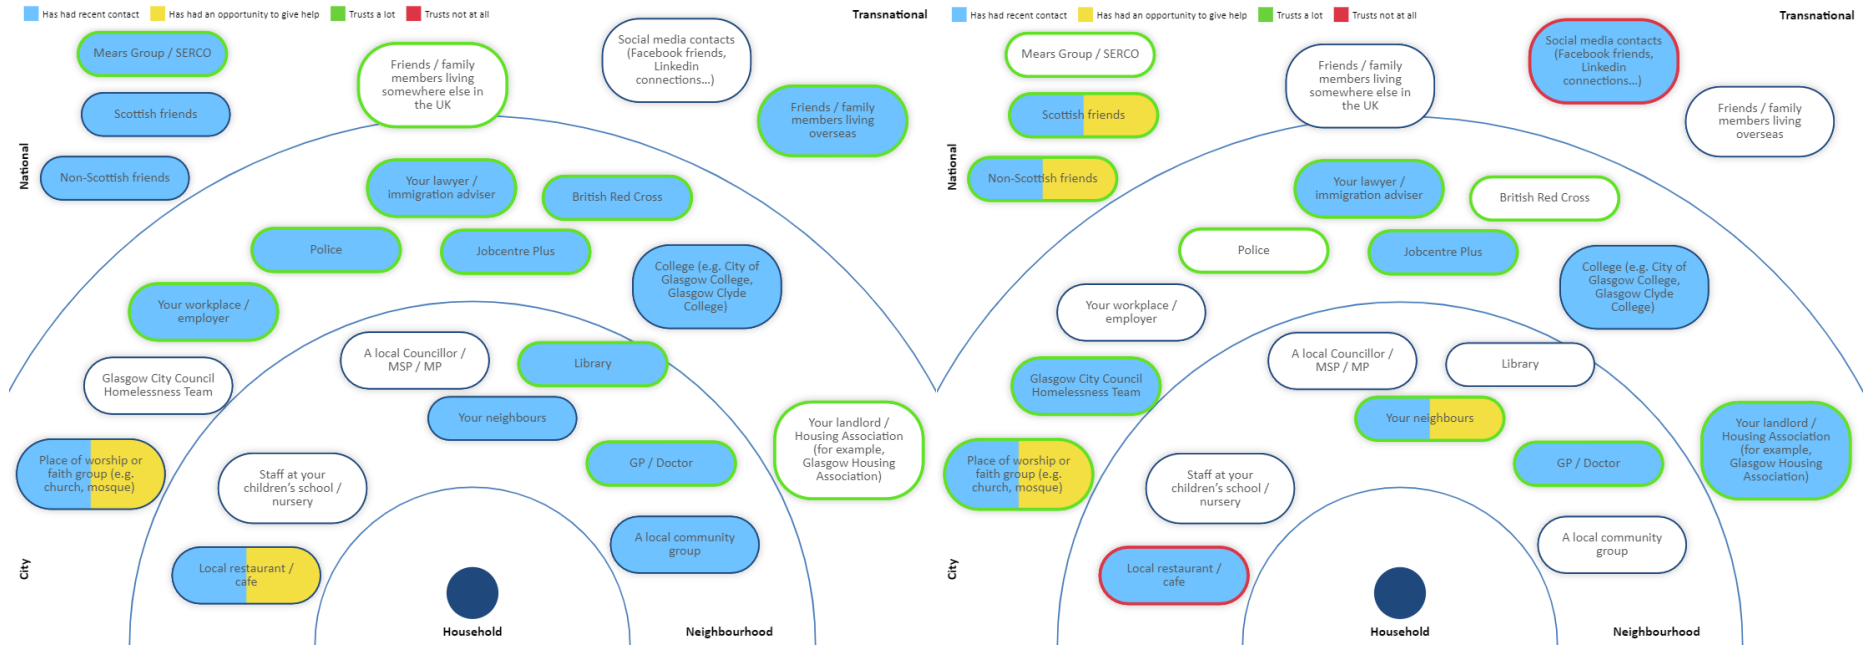 Has had recent contact
Has had an opportunity to give help
Trusts a lot
Trusts not at all
Transnational
Mears Group / SERCO
Friends / family
members living
somewhere else in
the UK
Social media contacts
(Facebook friends,
Linkedin
connections...)
Scottish friends
Friends / family
members living
overseas
National
Non-Scottish friends
Your lawyer /
immigration adviser
British Red Cross
Police
Jobcentre Plus
College (e.g. City of
Glasgow College,
Glasgow Clyde
College)
Your workplace /
employer
A local Councillor /
MSP / MP
Library
Glasgow City Council
Homelessness Team
Your neighbours
Your landlord /
Housing Association
(for example,
Glasgow Housing
Association)
Place of worship or
faith group (e.g.
church, mosque)
GP / Doctor
Staff at your
children's school /
nursery
A local community
group
City
Local restaurant /
cafe
Household
Neighbourhood
Has had recent contact
Has had an opportunity to give help
Trusts a lot
Trusts not at all
Transnational
Mears Group / SERCO
Friends / family
members living
somewhere else in
the UK
Social media contacts
(Facebook friends,
Linkedin
connections...)
Scottish friends
Friends / family
members living
overseas
National
Non-Scottish friends
Your lawyer /
immigration adviser
British Red Cross
Police
Jobcentre Plus
College (e.g. City of
Glasgow College,
Glasgow Clyde
College)
Your workplace /
employer
A local Councillor /
MSP / MP
Library
Glasgow City Council
Homelessness Team
Your neighbours
Your landlord /
Housing Association
(for example,
Glasgow Housing
Association)
Place of worship or
faith group (e.g.
church, mosque)
GP / Doctor
Staff at your
children's school /
nursery
A local community
group
City
Local restaurant /
cafe
Household
Neighbourhood